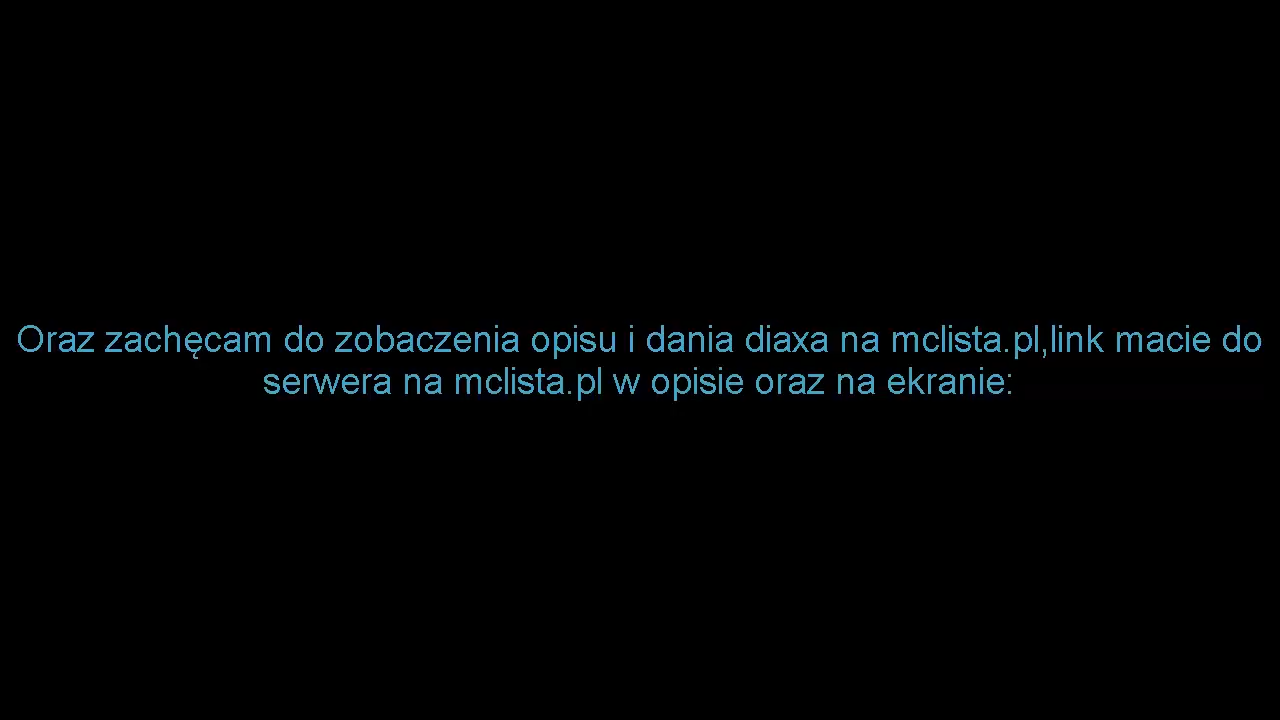 Oraz zachęcam do zobaczenia opisu i dania diaxa na mclista.pl,link macie do
serwera na mclista.pl w opisie oraz na ekranie: